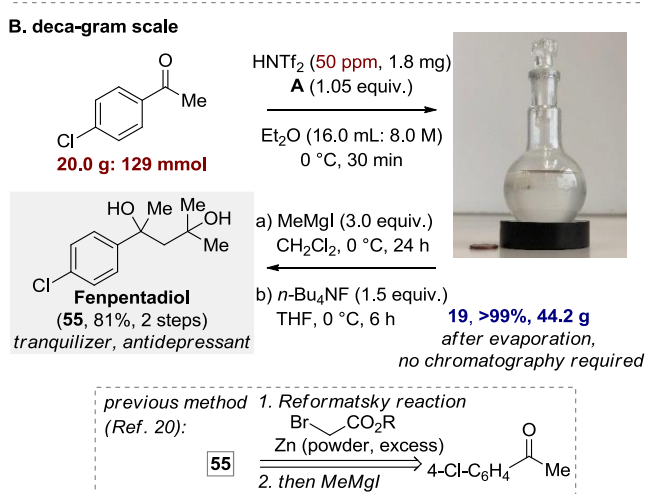 B. deca-gram scale
O
Me
Cl
20.0 g: 129 mmol
HNTf2 (50 ppm, 1.8 mg)
A (1.05 equiv.)
Et2O (16.0 mL: 8.0 M)
0 °C, 30 min
HO Me Me
OH
Me
Cl
Fenpentadiol
(55, 81%, 2 steps)
tranquilizer, antidepressant
a) MeMgI (3.0 equiv.)
CH2Cl2, 0 °C, 24 h
b) n-Bu4NF (1.5 equiv.)
THF, 0 °C, 6 h
19, >99%, 44.2 g
after evaporation,
no chromatography required
previous method
(Ref. 20):
1. Reformatsky reaction
Br CO2R
Zn (powder, excess)
55
2. then MeMgI
O
4-Cl-C6H4 Me